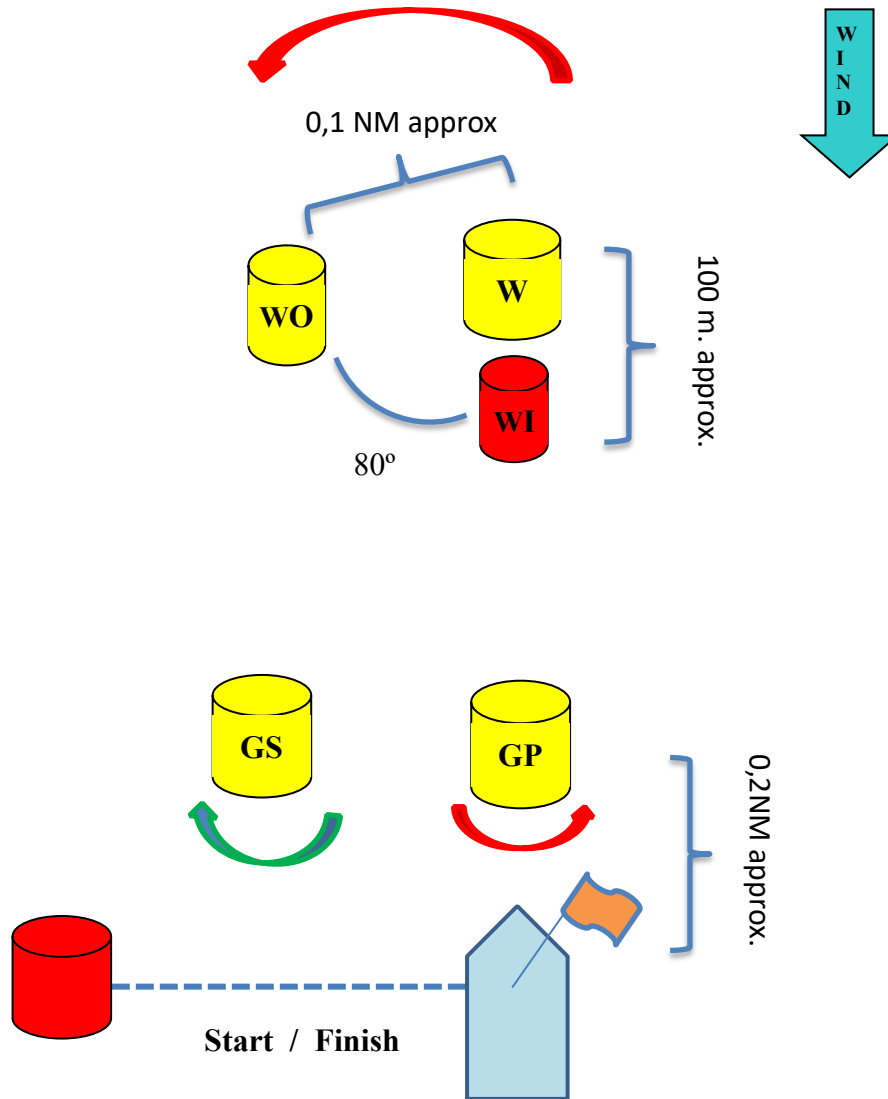 W
I
N
D
0,1 NM approx
W
WO
100 m. approx.
WI
80º
GS
GP
0,2NM approx.
Start / Finish